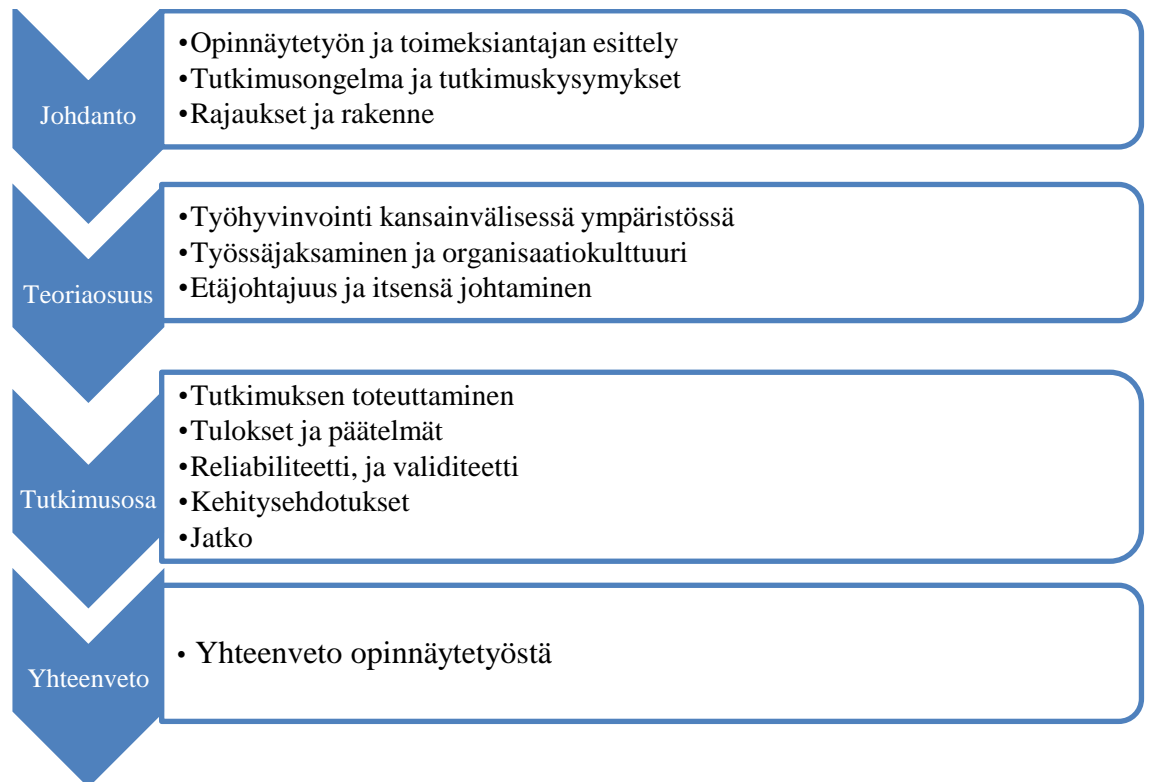 Johdanto
•Opinnäytetyön ja toimeksiantajan esittely
•Tutkimusongelma ja tutkimuskysymykset
•Rajaukset ja rakenne
Teoriaosuus
•Työhyvinvointi kansainvälisessä ympäristössä
•Työssäjaksaminen ja organisaatiokulttuuri
•Etäjohtajuus ja itsensä johtaminen
Tutkimusosa
•Tutkimuksen toteuttaminen
•Tulokset ja päätelmät
•Reliabiliteetti, ja validiteetti
•Kehitysehdotukset
•Jatko
Yhteenveto
• Yhteenveto opinnäytetyöstä